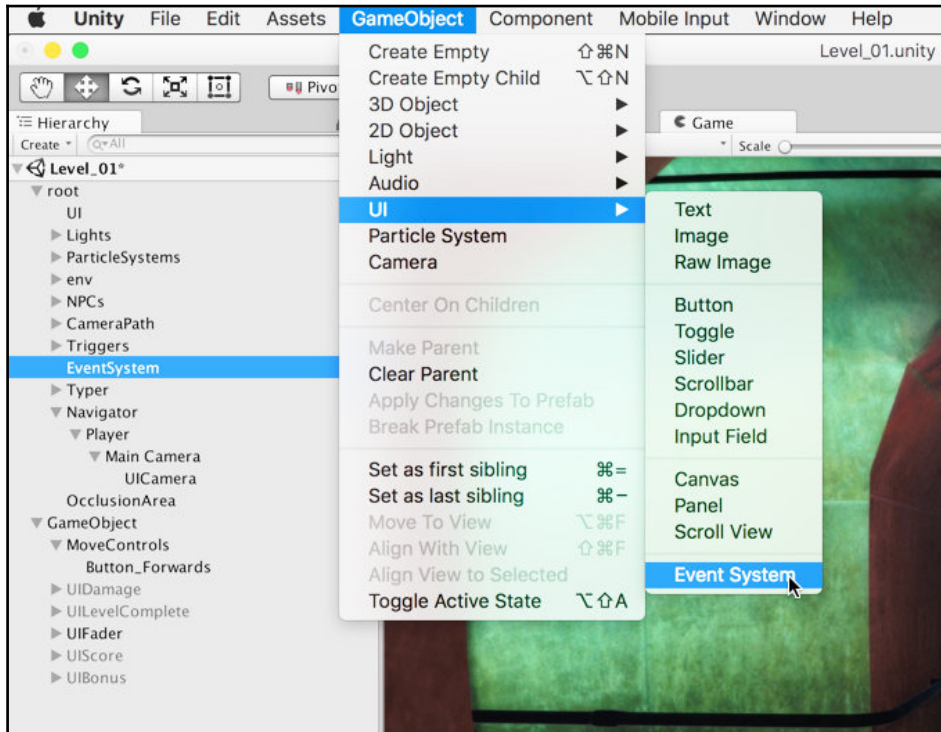 Unity File Edit Assets GameObject Component Mobile Input Window Help
Level_01.unity
Pivo
Hierarchy
Create All
Level_01*
root
UI
Lights
ParticleSystems
env
NPCs
CameraPath
Triggers
EventSystem
Typer
Navigator
Player
Main Camera
UICamera
OcclusionArea
GameObject
MoveControls
Button_Forwards
UIDamage
UILevelComplete
UIFader
UIScore
UIBonus
Create Empty ⇧⌘N
Create Empty Child ⌥⇧N
3D Object
2D Object
Light
Audio
UI
Particle System
Camera
Center On Children
Make Parent
Clear Parent
Apply Changes To Prefab
Break Prefab Instance
Set as first sibling ⌘=
Set as last sibling ⌘−
Move To View ⌥⌘F
Align With View ⇧⌘F
Align View to Selected
Toggle Active State ⌥⇧A
Game
Scale
Text
Image
Raw Image
Button
Toggle
Slider
Scrollbar
Dropdown
Input Field
Canvas
Panel
Scroll View
Event System